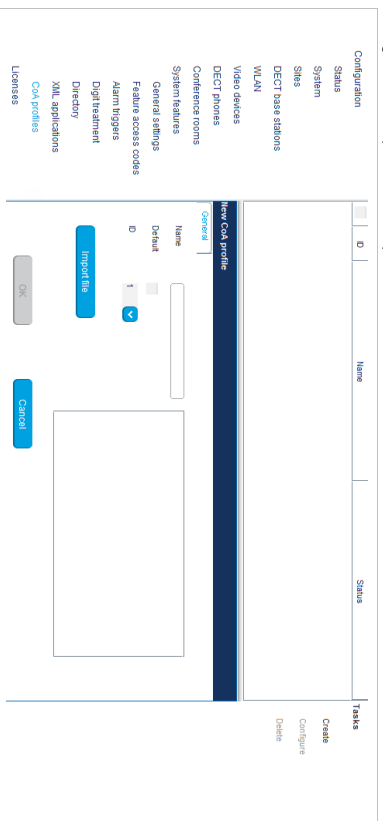 Configuration
Status
System
Sites
DECT base stations
WLAN
Video devices
DECT phones
Conference rooms
System features
General settings
Feature access codes
Alarm triggers
Digit treatment
Directory
XML applications
CoA profiles
Licenses
ID
Name
Status
New CoA profile
General
Name
Default
ID
1
Import file
OK
Cancel
Tasks
Create
Configure
Delete